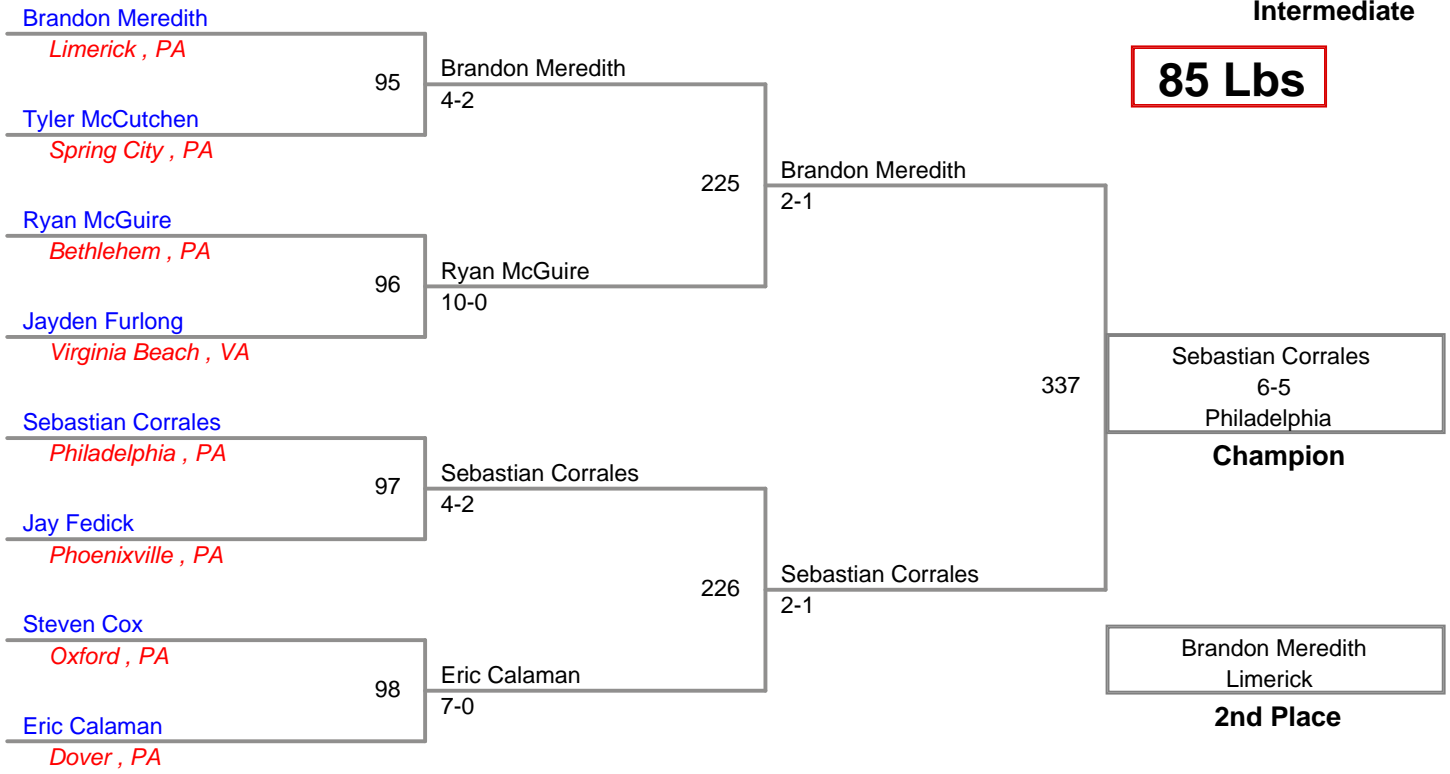 Intermediate
85 Lbs
Brandon Meredith
Limerick , PA
95
Brandon Meredith
4-2
Tyler McCutchen
Spring City , PA
225
Brandon Meredith
2-1
Ryan McGuire
Bethlehem , PA
96
Ryan McGuire
10-0
Jayden Furlong
Virginia Beach , VA
337
Sebastian Corrales
6-5
Philadelphia
Champion
Sebastian Corrales
Philadelphia , PA
97
Sebastian Corrales
4-2
Jay Fedick
Phoenixville , PA
226
Sebastian Corrales
2-1
Steven Cox
Oxford , PA
98
Eric Calaman
7-0
Eric Calaman
Dover , PA
Brandon Meredith
Limerick
2nd Place